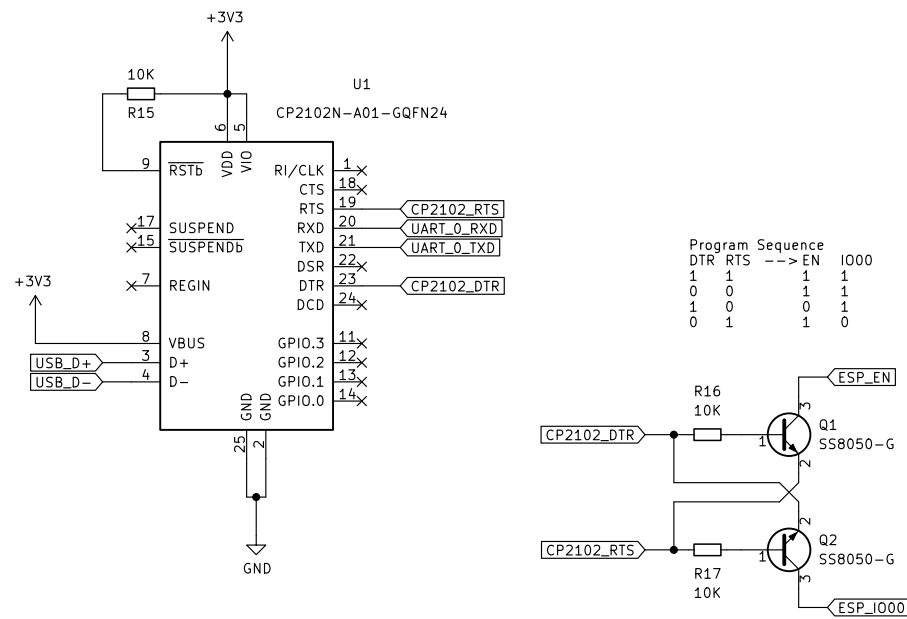 +3V3
10K
R15
U1
CP2102N-A01-GQFN24
6
5
VDD
VIO
9 RSTb
RI/CLK 1
CTS 18
RTS 19 CP2102_RTS
17 SUSPEND
RXD 20 UART_0_RXD
15 SUSPENDb
TXD 21 UART_0_TXD
DSR 22
7 REGIN
DTR 23 CP2102_DTR
DCD 24
+3V3
8 VBUS
GPIO.3 11
USB_D+ 3 D+
GPIO.2 12
USB_D- 4 D-
GPIO.1 13
GPIO.0 14
GND
GND
25
2
GND
Program Sequence
DTR RTS --> EN IO00
1 1 1 1
0 0 1 1
1 0 0 1
0 1 1 0
ESP_EN
R16
10K
3
CP2102_DTR
1
Q1
SS8050-G
2
2
CP2102_RTS
1
Q2
SS8050-G
R17
10K
3
ESP_IO00